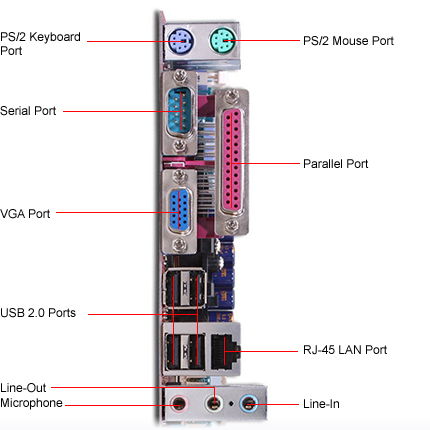 PS/2 Keyboard
Port
PS/2 Mouse Port
Serial Port
Parallel Port
VGA Port
USB 2.0 Ports
RJ-45 LAN Port
Line-Out
Microphone
Line-In